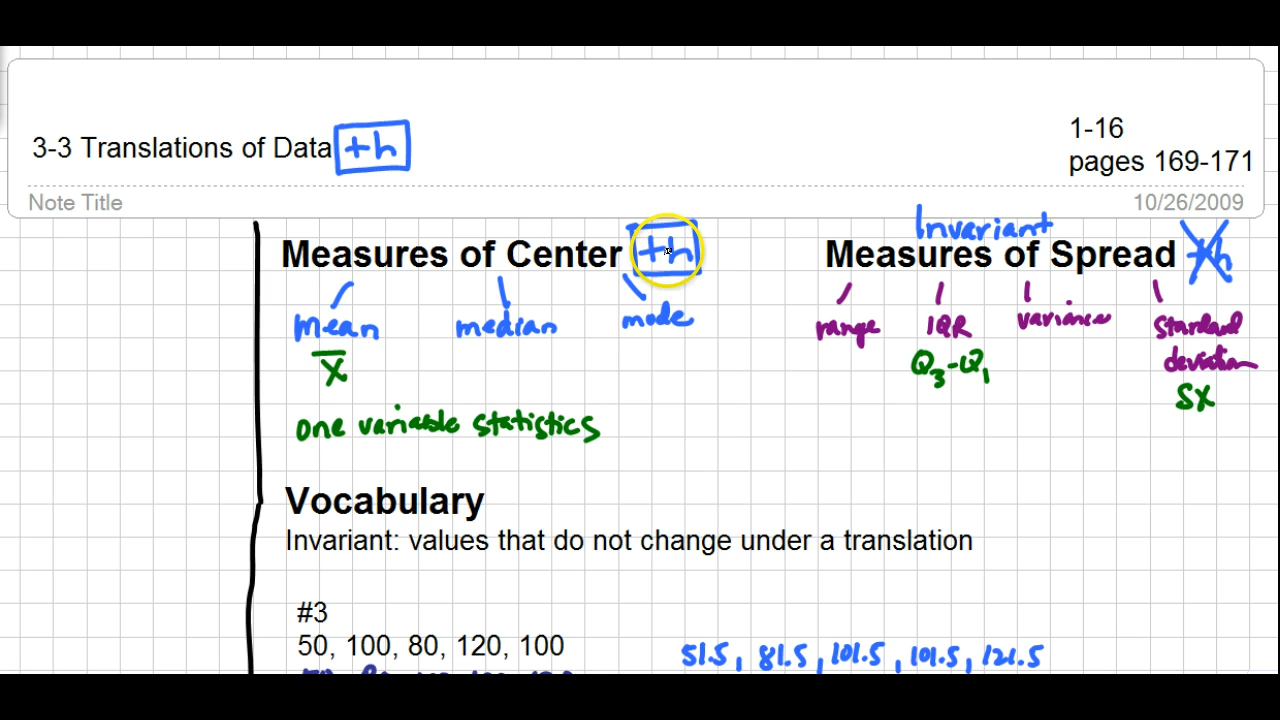 3-3 Translations of Data +h
1-16
pages 169-171
Note Title
10/26/2009
Invariant
Measures of Center +h
Measures of Spread +h
mean median mode
range IQR variance standard deviation
x̄
Q3-Q1
Sx
one variable statistics
Vocabulary
Invariant: values that do not change under a translation
#3
50, 100, 80, 120, 100
51.5, 81.5, 101.5, 101.5, 121.5